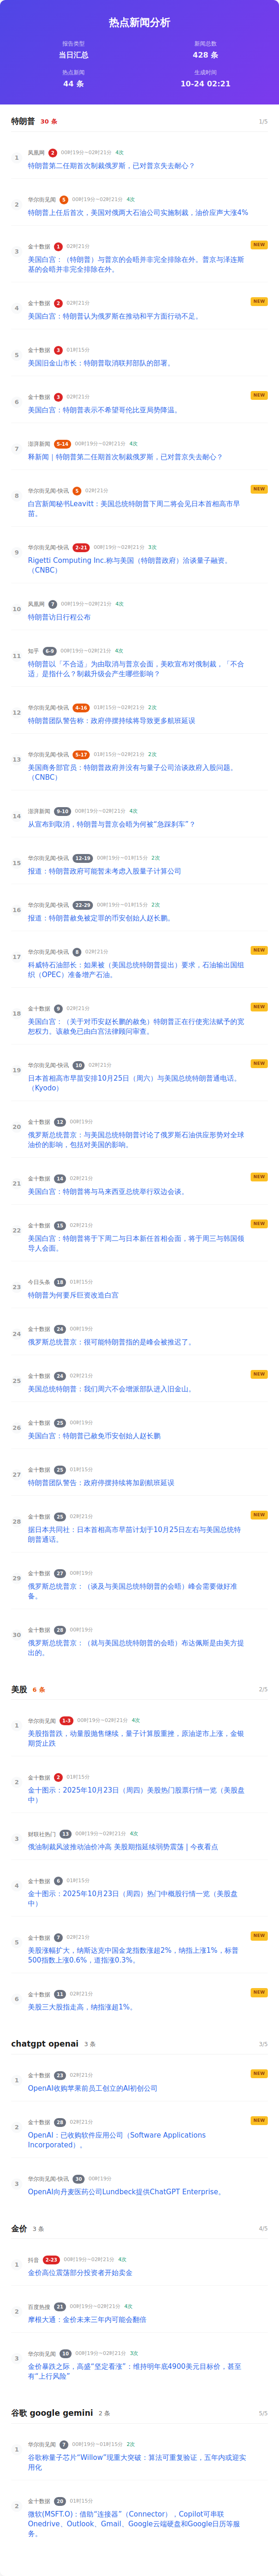 热点新闻分析
报告类型
当日汇总
新闻总数
428 条
热点新闻
44 条
生成时间
10-24 02:21
特朗普 30 条 1/5
1
凤凰网 2 00时19分~02时21分 4次
特朗普第二任期首次制裁俄罗斯，已对普京失去耐心？
2
华尔街见闻 5 00时19分~02时21分 4次
特朗普上任后首次，美国对俄两大石油公司实施制裁，油价应声大涨4%
NEW
3
金十数据 1 02时21分
美国白宫：（特朗普）与普京的会晤并非完全排除在外。普京与泽连斯
基的会晤并非完全排除在外。
NEW
4
金十数据 2 02时21分
美国白宫：特朗普认为俄罗斯在推动和平方面行动不足。
5
金十数据 3 01时15分
美国旧金山市长：特朗普取消联邦部队的部署。
NEW
6
金十数据 3 02时21分
美国白宫：特朗普表示不希望哥伦比亚局势降温。
7
澎湃新闻 5-14 00时19分~02时21分 4次
释新闻｜特朗普第二任期首次制裁俄罗斯，已对普京失去耐心？
NEW
8
华尔街见闻-快讯 5 02时21分
白宫新闻秘书Leavitt：美国总统特朗普下周二将会见日本首相高市早
苗。
9
华尔街见闻-快讯 2-21 00时19分~02时21分 3次
Rigetti Computing Inc.称与美国（特朗普政府）洽谈量子融资。
（CNBC）
10
凤凰网 7 00时19分~02时21分 4次
特朗普访日行程公布
11
知乎 6-9 00时19分~02时21分 4次
特朗普以「不合适」为由取消与普京会面，美欧宣布对俄制裁，「不合
适」是指什么？制裁升级会产生哪些影响？
12
华尔街见闻-快讯 4-16 01时15分~02时21分 2次
特朗普团队警告称：政府停摆持续将导致更多航班延误
13
华尔街见闻-快讯 5-17 01时15分~02时21分 2次
美国商务部官员：特朗普政府并没有与量子公司洽谈政府入股问题。
（CNBC）
14
澎湃新闻 9-10 00时19分~02时21分 4次
从宣布到取消，特朗普与普京会晤为何被“急踩刹车”？
15
华尔街见闻-快讯 12-19 00时19分~01时15分 2次
报道：特朗普政府可能暂未考虑入股量子计算公司
16
华尔街见闻-快讯 22-29 00时19分~01时15分 2次
报道：特朗普赦免被定罪的币安创始人赵长鹏。
NEW
17
华尔街见闻-快讯 8 02时21分
科威特石油部长：如果被（美国总统特朗普提出）要求，石油输出国组
织（OPEC）准备增产石油。
NEW
18
金十数据 9 02时21分
美国白宫：（关于对币安赵长鹏的赦免）特朗普正在行使宪法赋予的宽
恕权力。该赦免已由白宫法律顾问审查。
NEW
19
华尔街见闻-快讯 10 02时21分
日本首相高市早苗安排10月25日（周六）与美国总统特朗普通电话。
（Kyodo）
20
金十数据 12 00时19分
俄罗斯总统普京：与美国总统特朗普讨论了俄罗斯石油供应形势对全球
油价的影响，包括对美国的影响。
NEW
21
金十数据 14 02时21分
美国白宫：特朗普将与马来西亚总统举行双边会谈。
NEW
22
金十数据 15 02时21分
美国白宫：特朗普将于下周二与日本新任首相会面，将于周三与韩国领
导人会面。
23
今日头条 18 01时15分
特朗普为何要斥巨资改造白宫
24
金十数据 24 00时19分
俄罗斯总统普京：很可能特朗普指的是峰会被推迟了。
NEW
25
金十数据 24 02时21分
美国总统特朗普：我们周六不会增派部队进入旧金山。
26
金十数据 25 00时19分
美国白宫：特朗普已赦免币安创始人赵长鹏
27
金十数据 25 01时15分
特朗普团队警告：政府停摆持续将加剧航班延误
NEW
28
金十数据 25 02时21分
据日本共同社：日本首相高市早苗计划于10月25日左右与美国总统特
朗普通话。
29
金十数据 27 00时19分
俄罗斯总统普京：（谈及与美国总统特朗普的会晤）峰会需要做好准
备。
30
金十数据 28 00时19分
俄罗斯总统普京：（就与美国总统特朗普的会晤）布达佩斯是由美方提
出的。
美股 6 条 2/5
1
华尔街见闻 1-3 00时19分~02时21分 4次
美股指普跌，动量股抛售继续，量子计算股重挫，原油逆市上涨，金银
期货止跌
2
金十数据 2 01时15分
金十图示：2025年10月23日（周四）美股热门股票行情一览（美股盘
中）
3
财联社热门 13 00时19分~02时21分 4次
俄油制裁风波推动油价冲高 美股期指延续弱势震荡 | 今夜看点
4
金十数据 6 01时15分
金十图示：2025年10月23日（周四）热门中概股行情一览（美股盘
中）
NEW
5
金十数据 7 02时21分
美股涨幅扩大，纳斯达克中国金龙指数涨超2%，纳指上涨1%，标普
500指数上涨0.6%，道指涨0.3%。
NEW
6
金十数据 11 02时21分
美股三大股指走高，纳指涨超1%。
chatgpt openai 3 条 3/5
NEW
1
金十数据 23 02时21分
OpenAI收购苹果前员工创立的AI初创公司
NEW
2
金十数据 28 02时21分
OpenAI：已收购软件应用公司（Software Applications
Incorporated）。
3
华尔街见闻-快讯 30 00时19分
OpenAI向丹麦医药公司Lundbeck提供ChatGPT Enterprise。
金价 3 条 4/5
1
抖音 2-23 00时19分~02时21分 4次
金价高位震荡部分投资者开始卖金
2
百度热搜 21 00时19分~02时21分 4次
摩根大通：金价未来三年内可能会翻倍
3
华尔街见闻 10 00时19分~02时21分 3次
金价暴跌之际，高盛“坚定看涨”：维持明年底4900美元目标价，甚至
有“上行风险”
谷歌 google gemini 2 条 5/5
1
华尔街见闻 7 00时19分~01时15分 2次
谷歌称量子芯片“Willow”现重大突破：算法可重复验证，五年内或迎实
用化
2
金十数据 20 01时15分
微软(MSFT.O)：借助“连接器”（Connector），Copilot可串联
Onedrive、Outlook、Gmail、Google云端硬盘和Google日历等服
务。